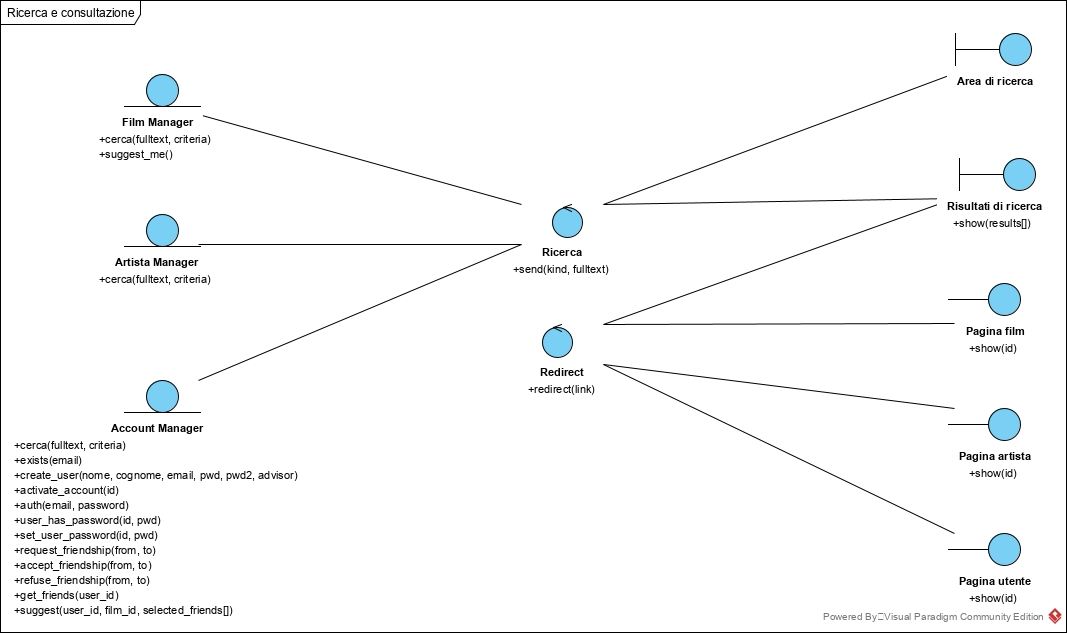 Ricerca e consultazione
Film Manager
+cerca(fulltext, criteria)
+suggest_me()
Artista Manager
+cerca(fulltext, criteria)
Account Manager
+cerca(fulltext, criteria)
+exists(email)
+create_user(nome, cognome, email, pwd, pwd2, advisor)
+activate_account(id)
+auth(email, password)
+user_has_password(id, pwd)
+set_user_password(id, pwd)
+request_friendship(from, to)
+accept_friendship(from, to)
+refuse_friendship(from, to)
+get_friends(user_id)
+suggest(user_id, film_id, selected_friends[])
Ricerca
+send(kind, fulltext)
Redirect
+redirect(link)
Area di ricerca
Risultati di ricerca
+show(results[])
Pagina film
+show(id)
Pagina artista
+show(id)
Pagina utente
+show(id)
Powered By Visual Paradigm Community Edition